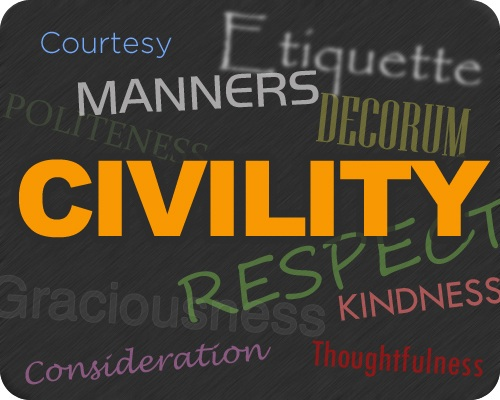 Courtesy
Etiquette
MANNERS
DECORUM
POLITENESS
CIVILITY
RESPECT
Graciousness
KINDNESS
Consideration
Thoughtfulness